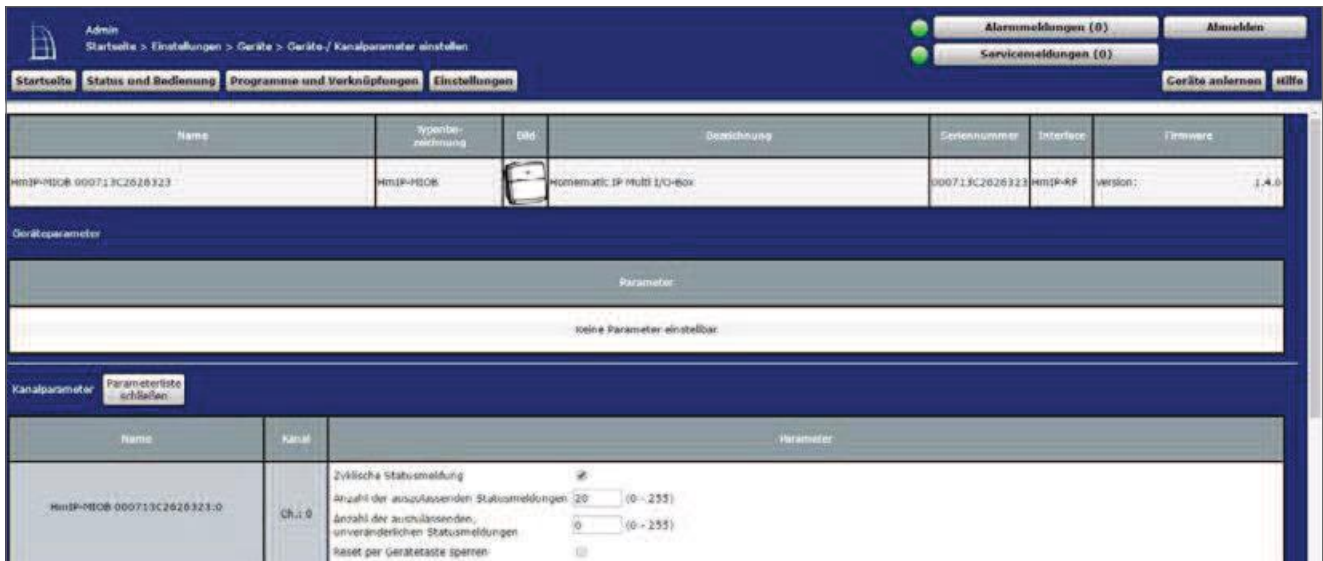 Admin
Startseite > Einstellungen > Geräte > Geräte-/ Kanalparameter einstellen
Alarmmeldungen (0)
Abmelden
Servicemeldungen (0)
Startseite
Status und Bedienung
Programme und Verknüpfungen
Einstellungen
Geräte anlernen
Hilfe
Name
Typenbe-
zeichnung
Bild
Bezeichnung
Seriennummer
Interface
Firmware
HmIP-MIOB 000713C2626323
HmIP-MIOB
Homematic IP Multi I/O-Box
000713C2626323
HmIP-RF
Version:
1.4.0
Geräteparameter
Parameter
Keine Parameter einstellbar
Kanalparameter
Parameterliste
schließen
Name
Kanal
Parameter
HmIP-MIOB 000713C2626323:0
Ch.: 0
Zyklische Statusmeldung
Anzahl der auszulassenden Statusmeldungen 20 (0 - 255)
Anzahl der auszulassenden,
unveränderlichen Statusmeldungen 0 (0 - 255)
Reset per Gerätetaste sperren